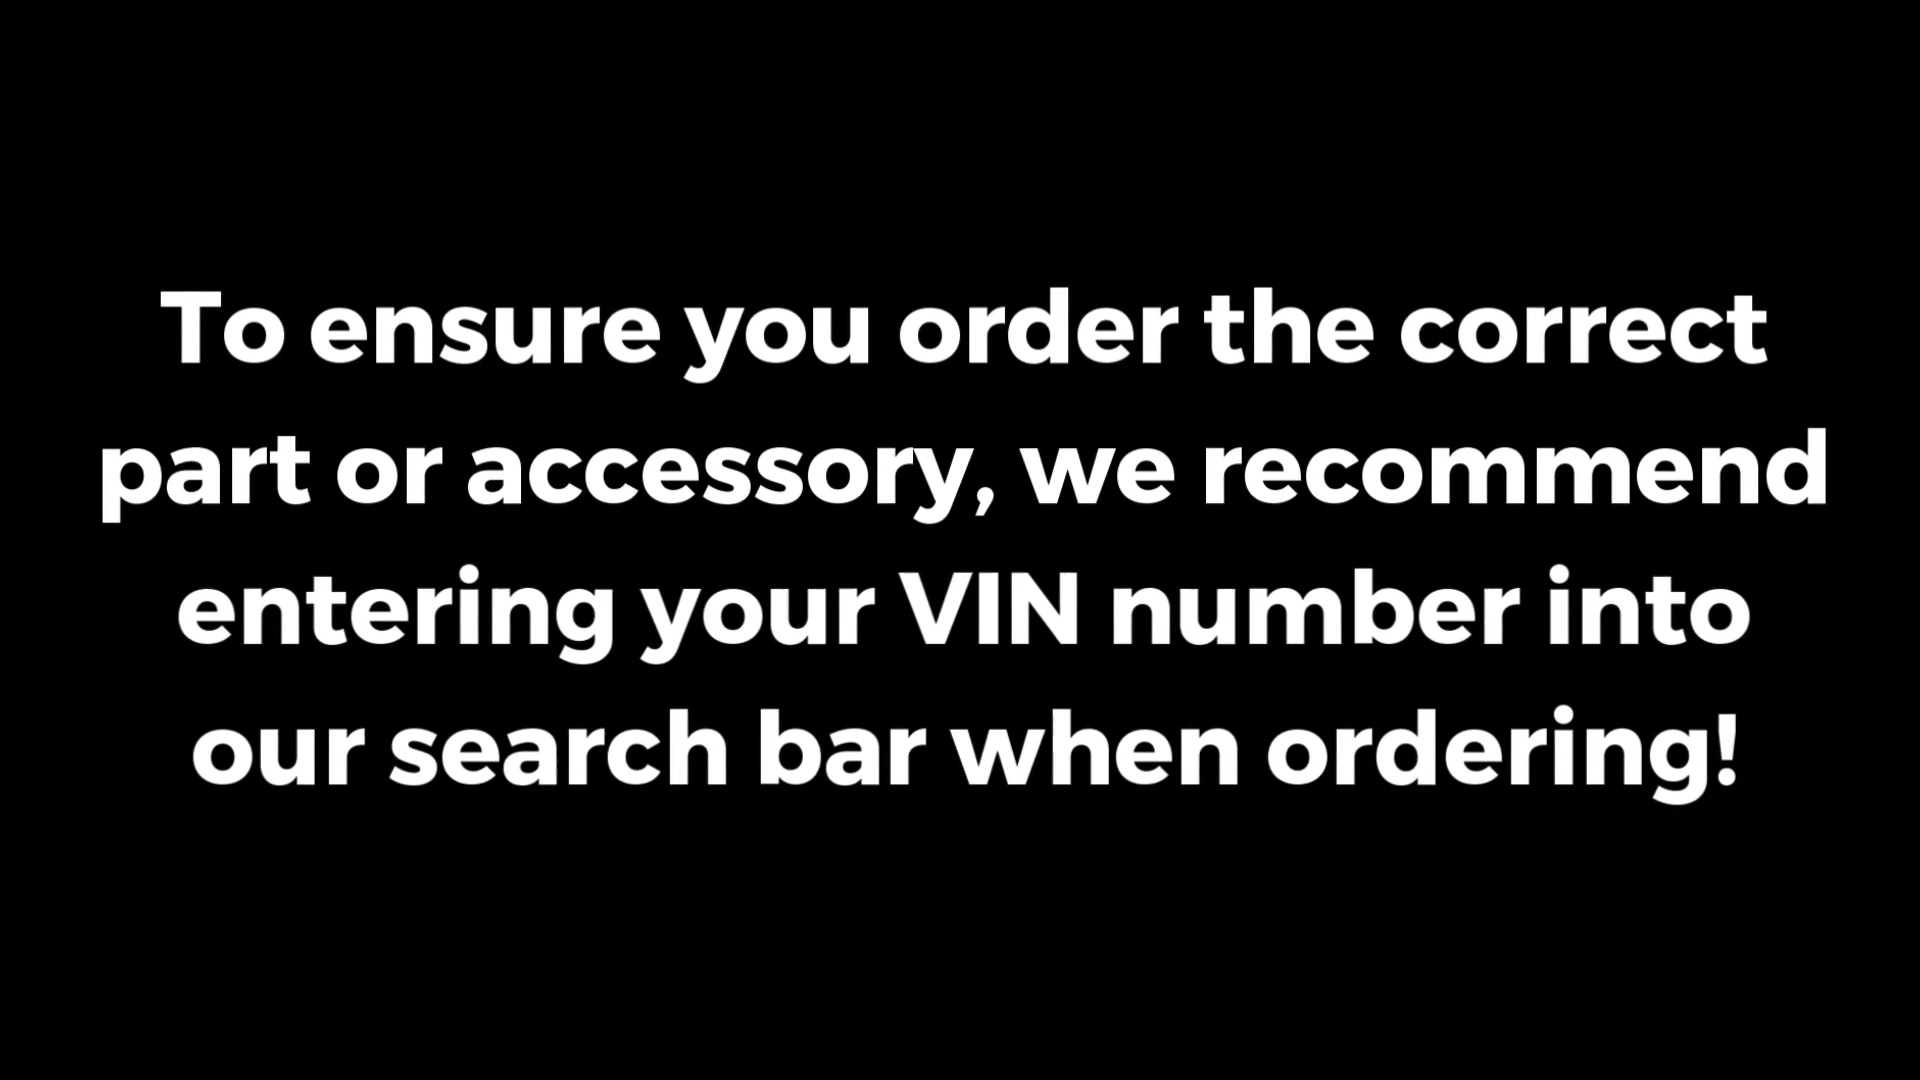 To ensure you order the correct
part or accessory, we recommend
entering your VIN number into
our search bar when ordering!